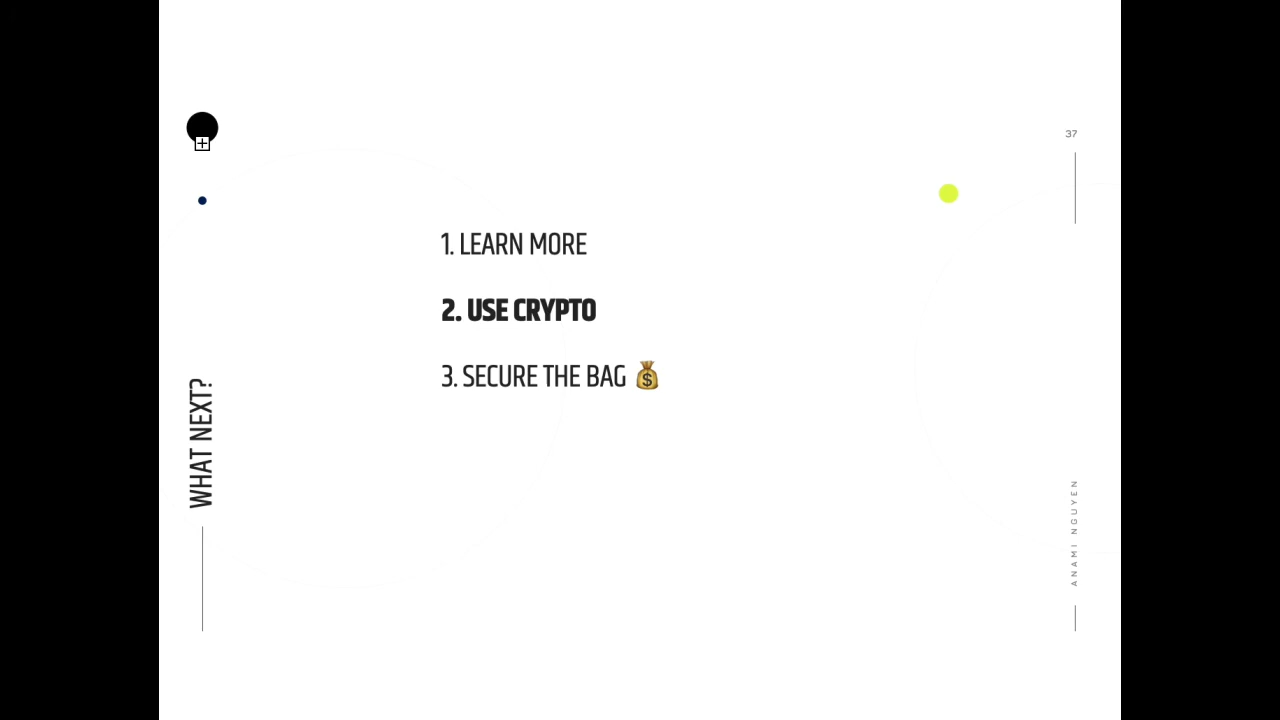 37
1. LEARN MORE
2. USE CRYPTO
3. SECURE THE BAG 💰
WHAT NEXT?
ANAMI NGUYEN